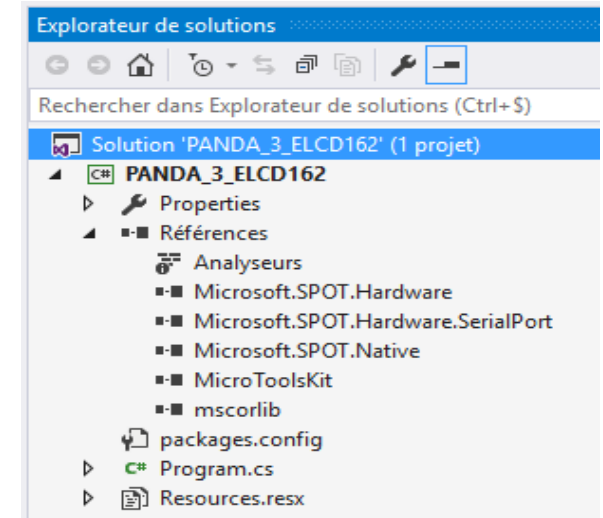 Explorateur de solutions
Rechercher dans Explorateur de solutions (Ctrl+$)
Solution 'PANDA_3_ELCD162' (1 projet)
C# PANDA_3_ELCD162
Properties
Références
Analyseurs
Microsoft.SPOT.Hardware
Microsoft.SPOT.Hardware.SerialPort
Microsoft.SPOT.Native
MicroToolsKit
mscorlib
packages.config
C# Program.cs
Resources.resx